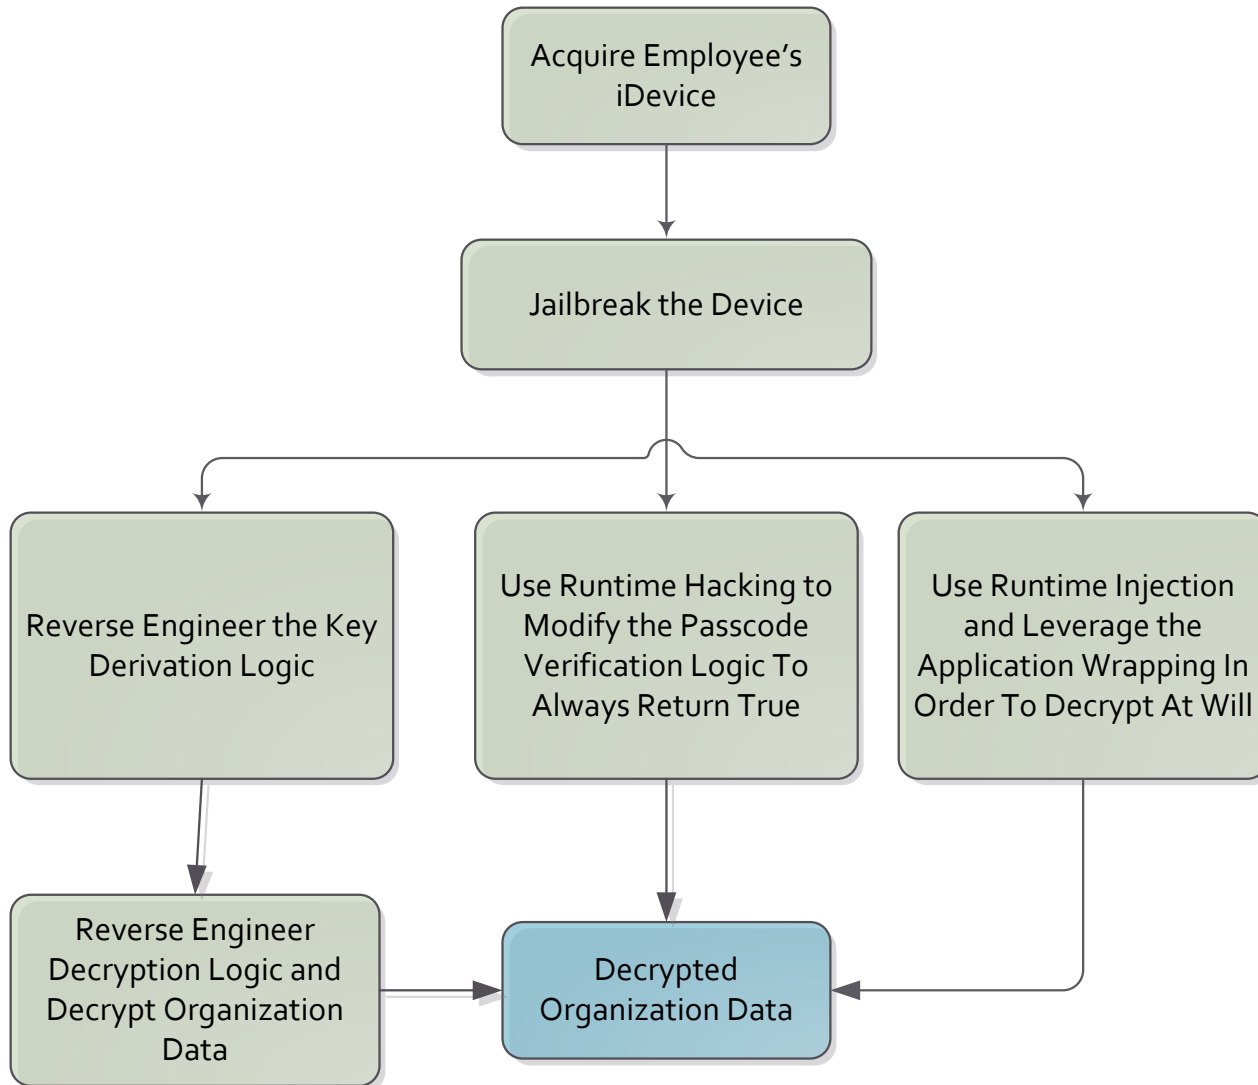 Acquire Employee’s
iDevice
Jailbreak the Device
Reverse Engineer the Key
Derivation Logic
Use Runtime Hacking to
Modify the Passcode
Verification Logic To
Always Return True
Use Runtime Injection
and Leverage the
Application Wrapping In
Order To Decrypt At Will
Reverse Engineer
Decryption Logic and
Decrypt Organization
Data
Decrypted
Organization Data